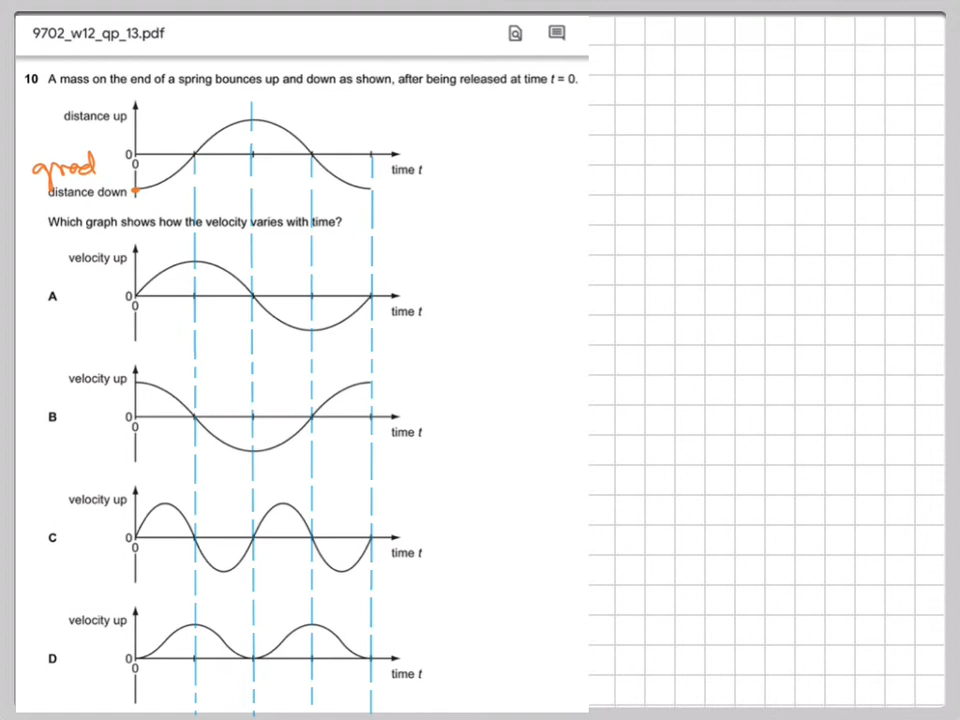 9702_w12_qp_13.pdf
10 A mass on the end of a spring bounces up and down as shown, after being released at time t = 0.
distance up
0
0
time t
grad
distance down
Which graph shows how the velocity varies with time?
velocity up
A
0
0
time t
velocity up
B
0
0
time t
velocity up
C
0
0
time t
velocity up
D
0
0
time t